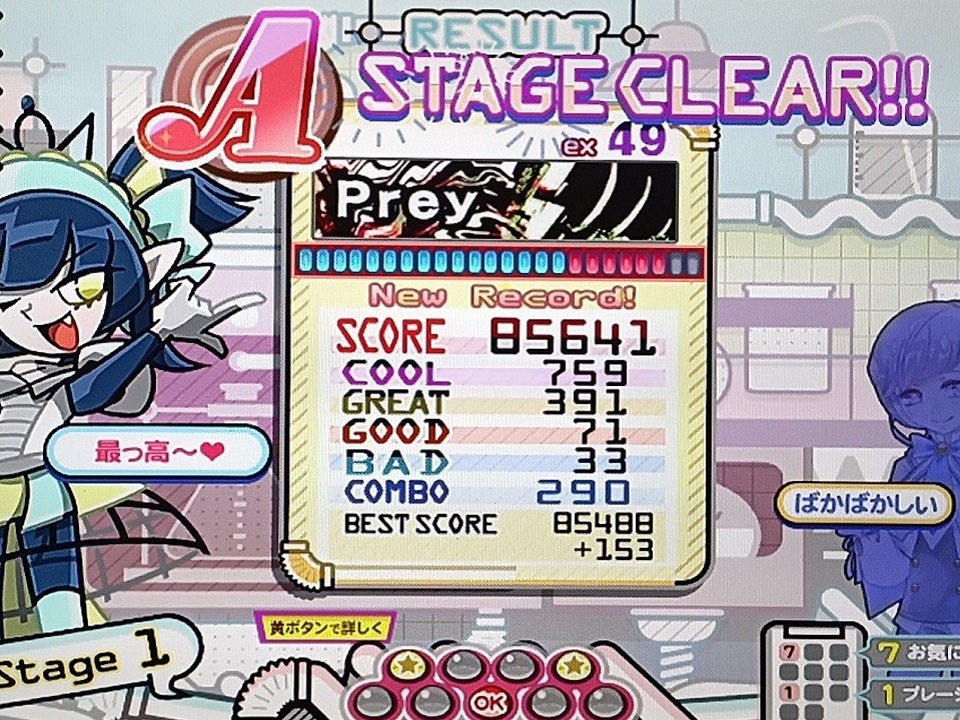 RESULT
A STAGE CLEAR!!
ex 49
Prey
New Record!
SCORE 85641
COOL 759
GREAT 391
GOOD 71
BAD 33
COMBO 290
BEST SCORE 85488
+153
最っ高〜♥
ばかばかしい
黄ボタンで詳しく
Stage 1
OK
7
7 お気に
1
1 プレー